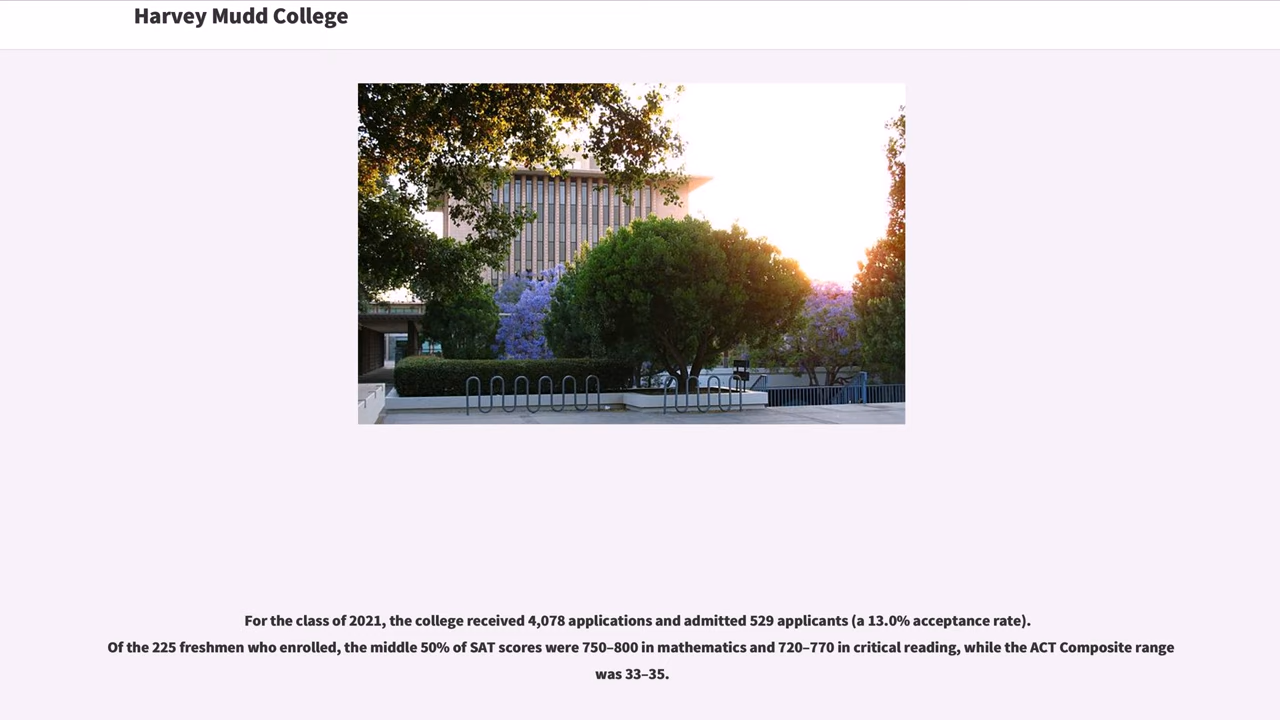 Harvey Mudd College
For the class of 2021, the college received 4,078 applications and admitted 529 applicants (a 13.0% acceptance rate).
Of the 225 freshmen who enrolled, the middle 50% of SAT scores were 750–800 in mathematics and 720–770 in critical reading, while the ACT Composite range
was 33–35.